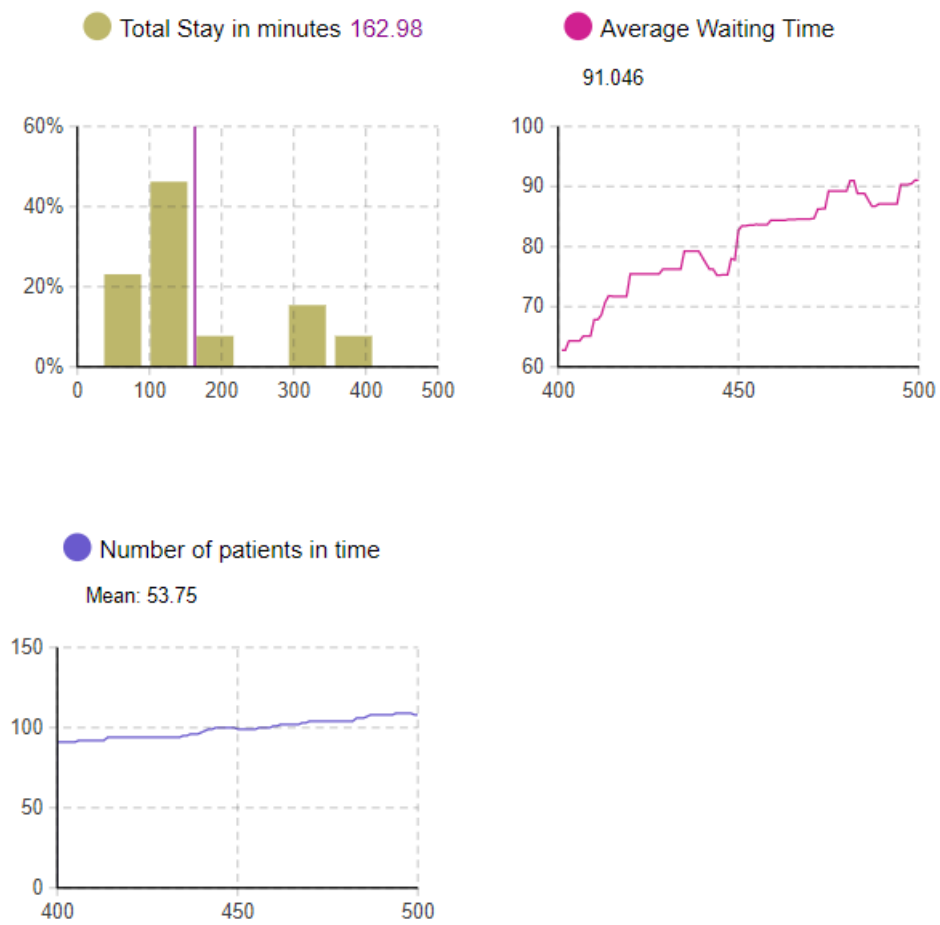 Total Stay in minutes 162.98
60%
40%
20%
0%
0 100 200 300 400 500
Average Waiting Time
91.046
100
90
80
70
60
400 450 500
Number of patients in time
Mean: 53.75
150
100
50
0
400 450 500